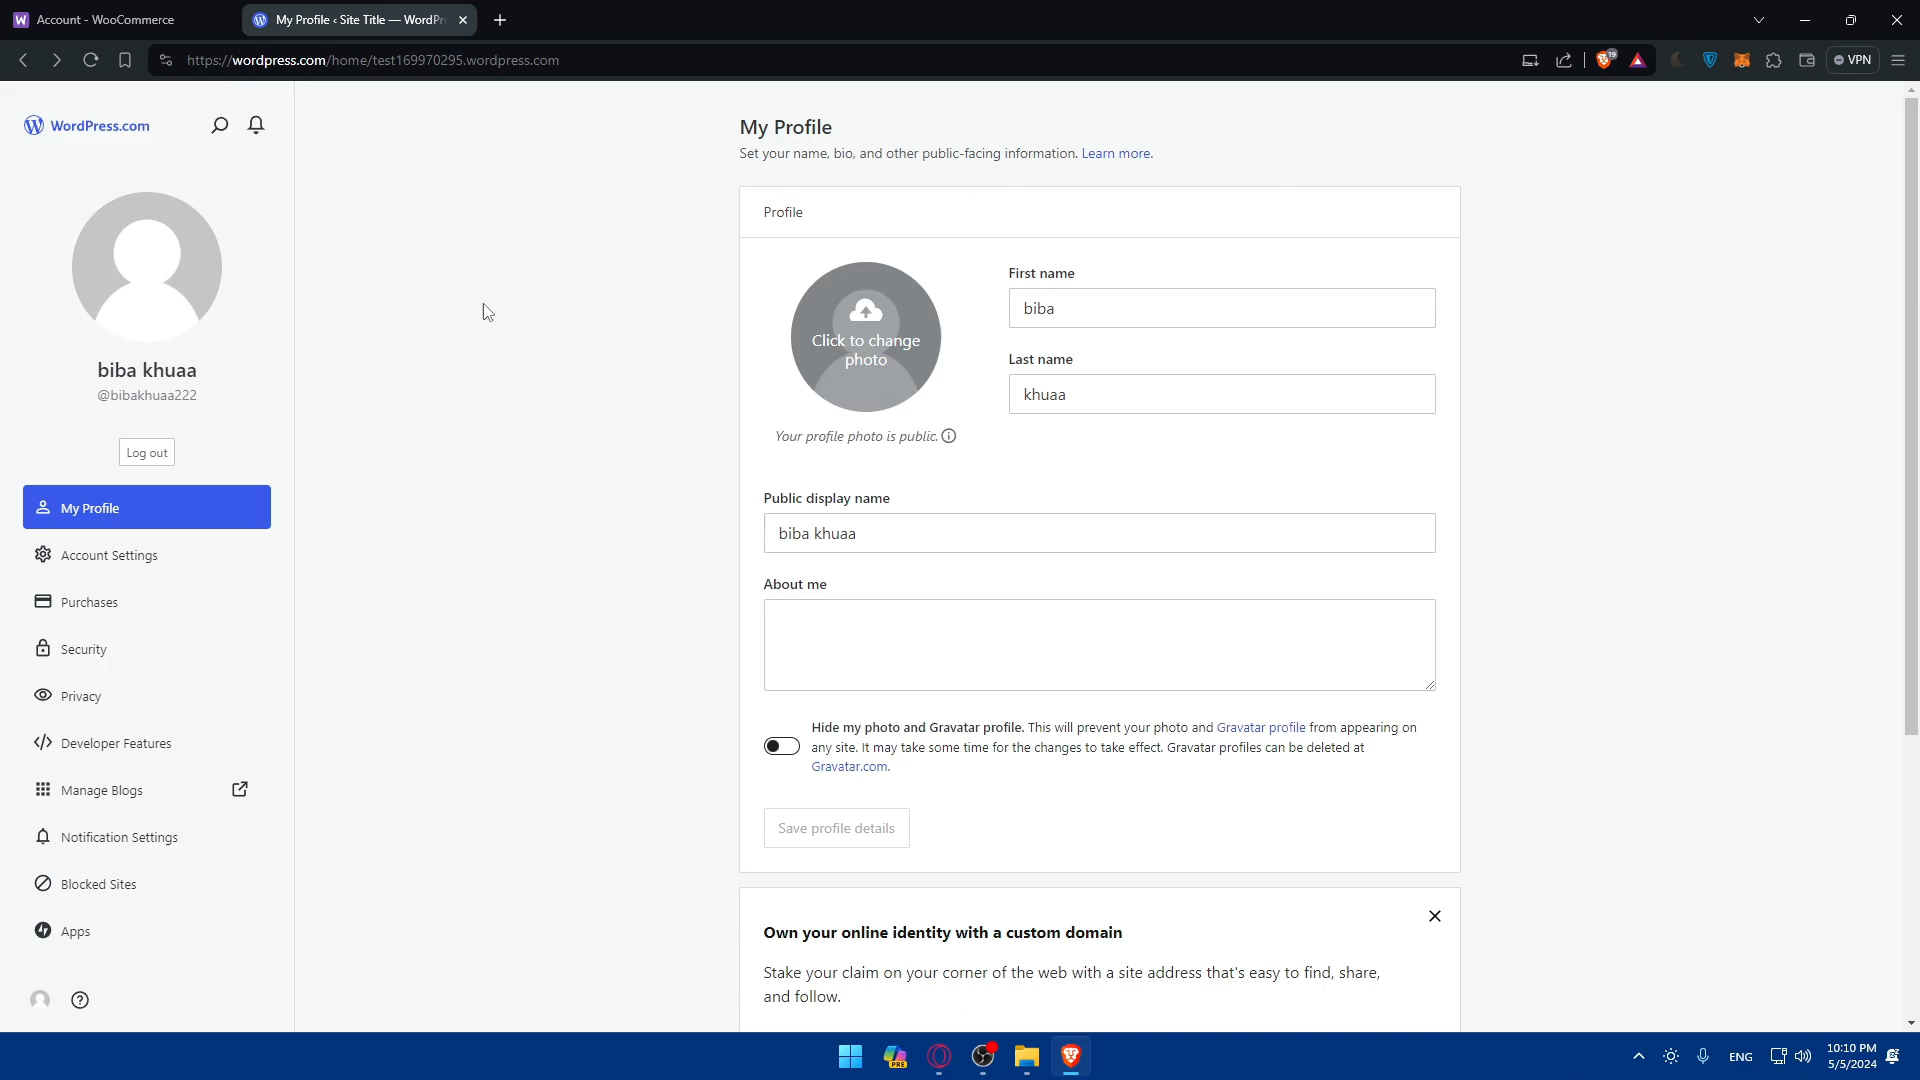 Account - WooCommerce
My Profile ‹ Site Title — WordPr
https://wordpress.com/home/test169970295.wordpress.com
19
VPN
WordPress.com
biba khuaa
@bibakhuaa222
Log out
My Profile
Account Settings
Purchases
Security
Privacy
Developer Features
Manage Blogs
Notification Settings
Blocked Sites
Apps
My Profile
Set your name, bio, and other public-facing information. Learn more.
Profile
Click to change
photo
Your profile photo is public.
First name
biba
Last name
khuaa
Public display name
biba khuaa
About me
Hide my photo and Gravatar profile. This will prevent your photo and Gravatar profile from appearing on
any site. It may take some time for the changes to take effect. Gravatar profiles can be deleted at
Gravatar.com.
Save profile details
Own your online identity with a custom domain
Stake your claim on your corner of the web with a site address that's easy to find, share,
and follow.
PRE
ENG
10:10 PM
5/5/2024